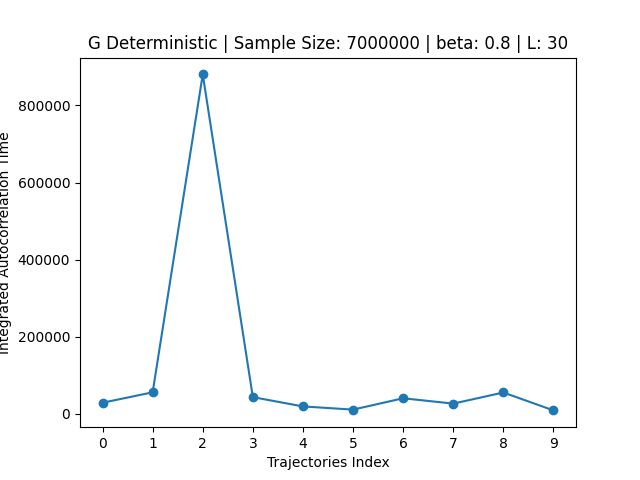 G Deterministic | Sample Size: 7000000 | beta: 0.8 | L: 30
800000
600000
400000
200000
0
Integrated Autocorrelation Time
0 1 2 3 4 5 6 7 8 9
Trajectories Index